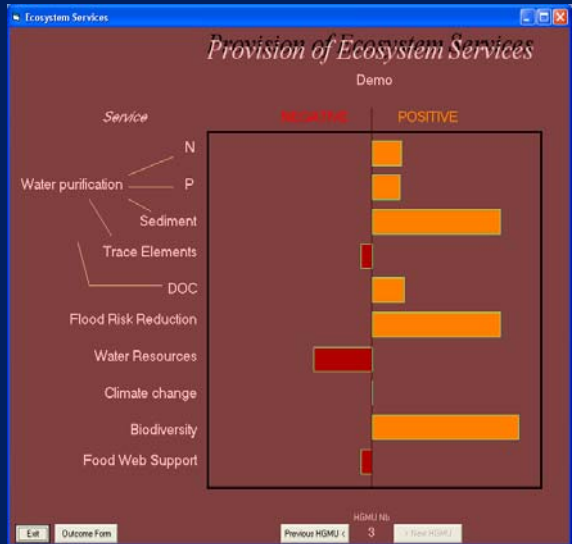 Ecosystem Services
Provision of Ecosystem Services
Demo
Service NEGATIVE POSITIVE
N
Water purification P
Sediment
Trace Elements
DOC
Flood Risk Reduction
Water Resources
Climate change
Biodiversity
Food Web Support
HGMU Nb
Exit Outcome Form Previous HGMU < 3 > New HGMU